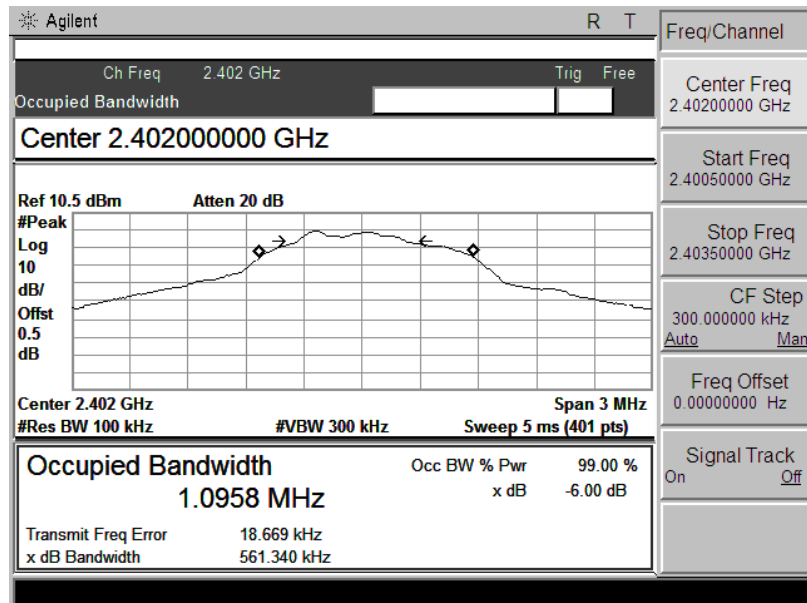 Agilent R T
Ch Freq 2.402 GHz Trig Free
Occupied Bandwidth
Center 2.402000000 GHz
Ref 10.5 dBm Atten 20 dB
#Peak
Log
10
dB/
Offst
0.5
dB
Center 2.402 GHz Span 3 MHz
#Res BW 100 kHz #VBW 300 kHz Sweep 5 ms (401 pts)
Occupied Bandwidth Occ BW % Pwr 99.00 %
1.0958 MHz x dB -6.00 dB
Transmit Freq Error 18.669 kHz
x dB Bandwidth 561.340 kHz
Freq/Channel
Center Freq
2.40200000 GHz
Start Freq
2.40050000 GHz
Stop Freq
2.40350000 GHz
CF Step
300.000000 kHz
Auto Man
Freq Offset
0.00000000 Hz
Signal Track
On Off